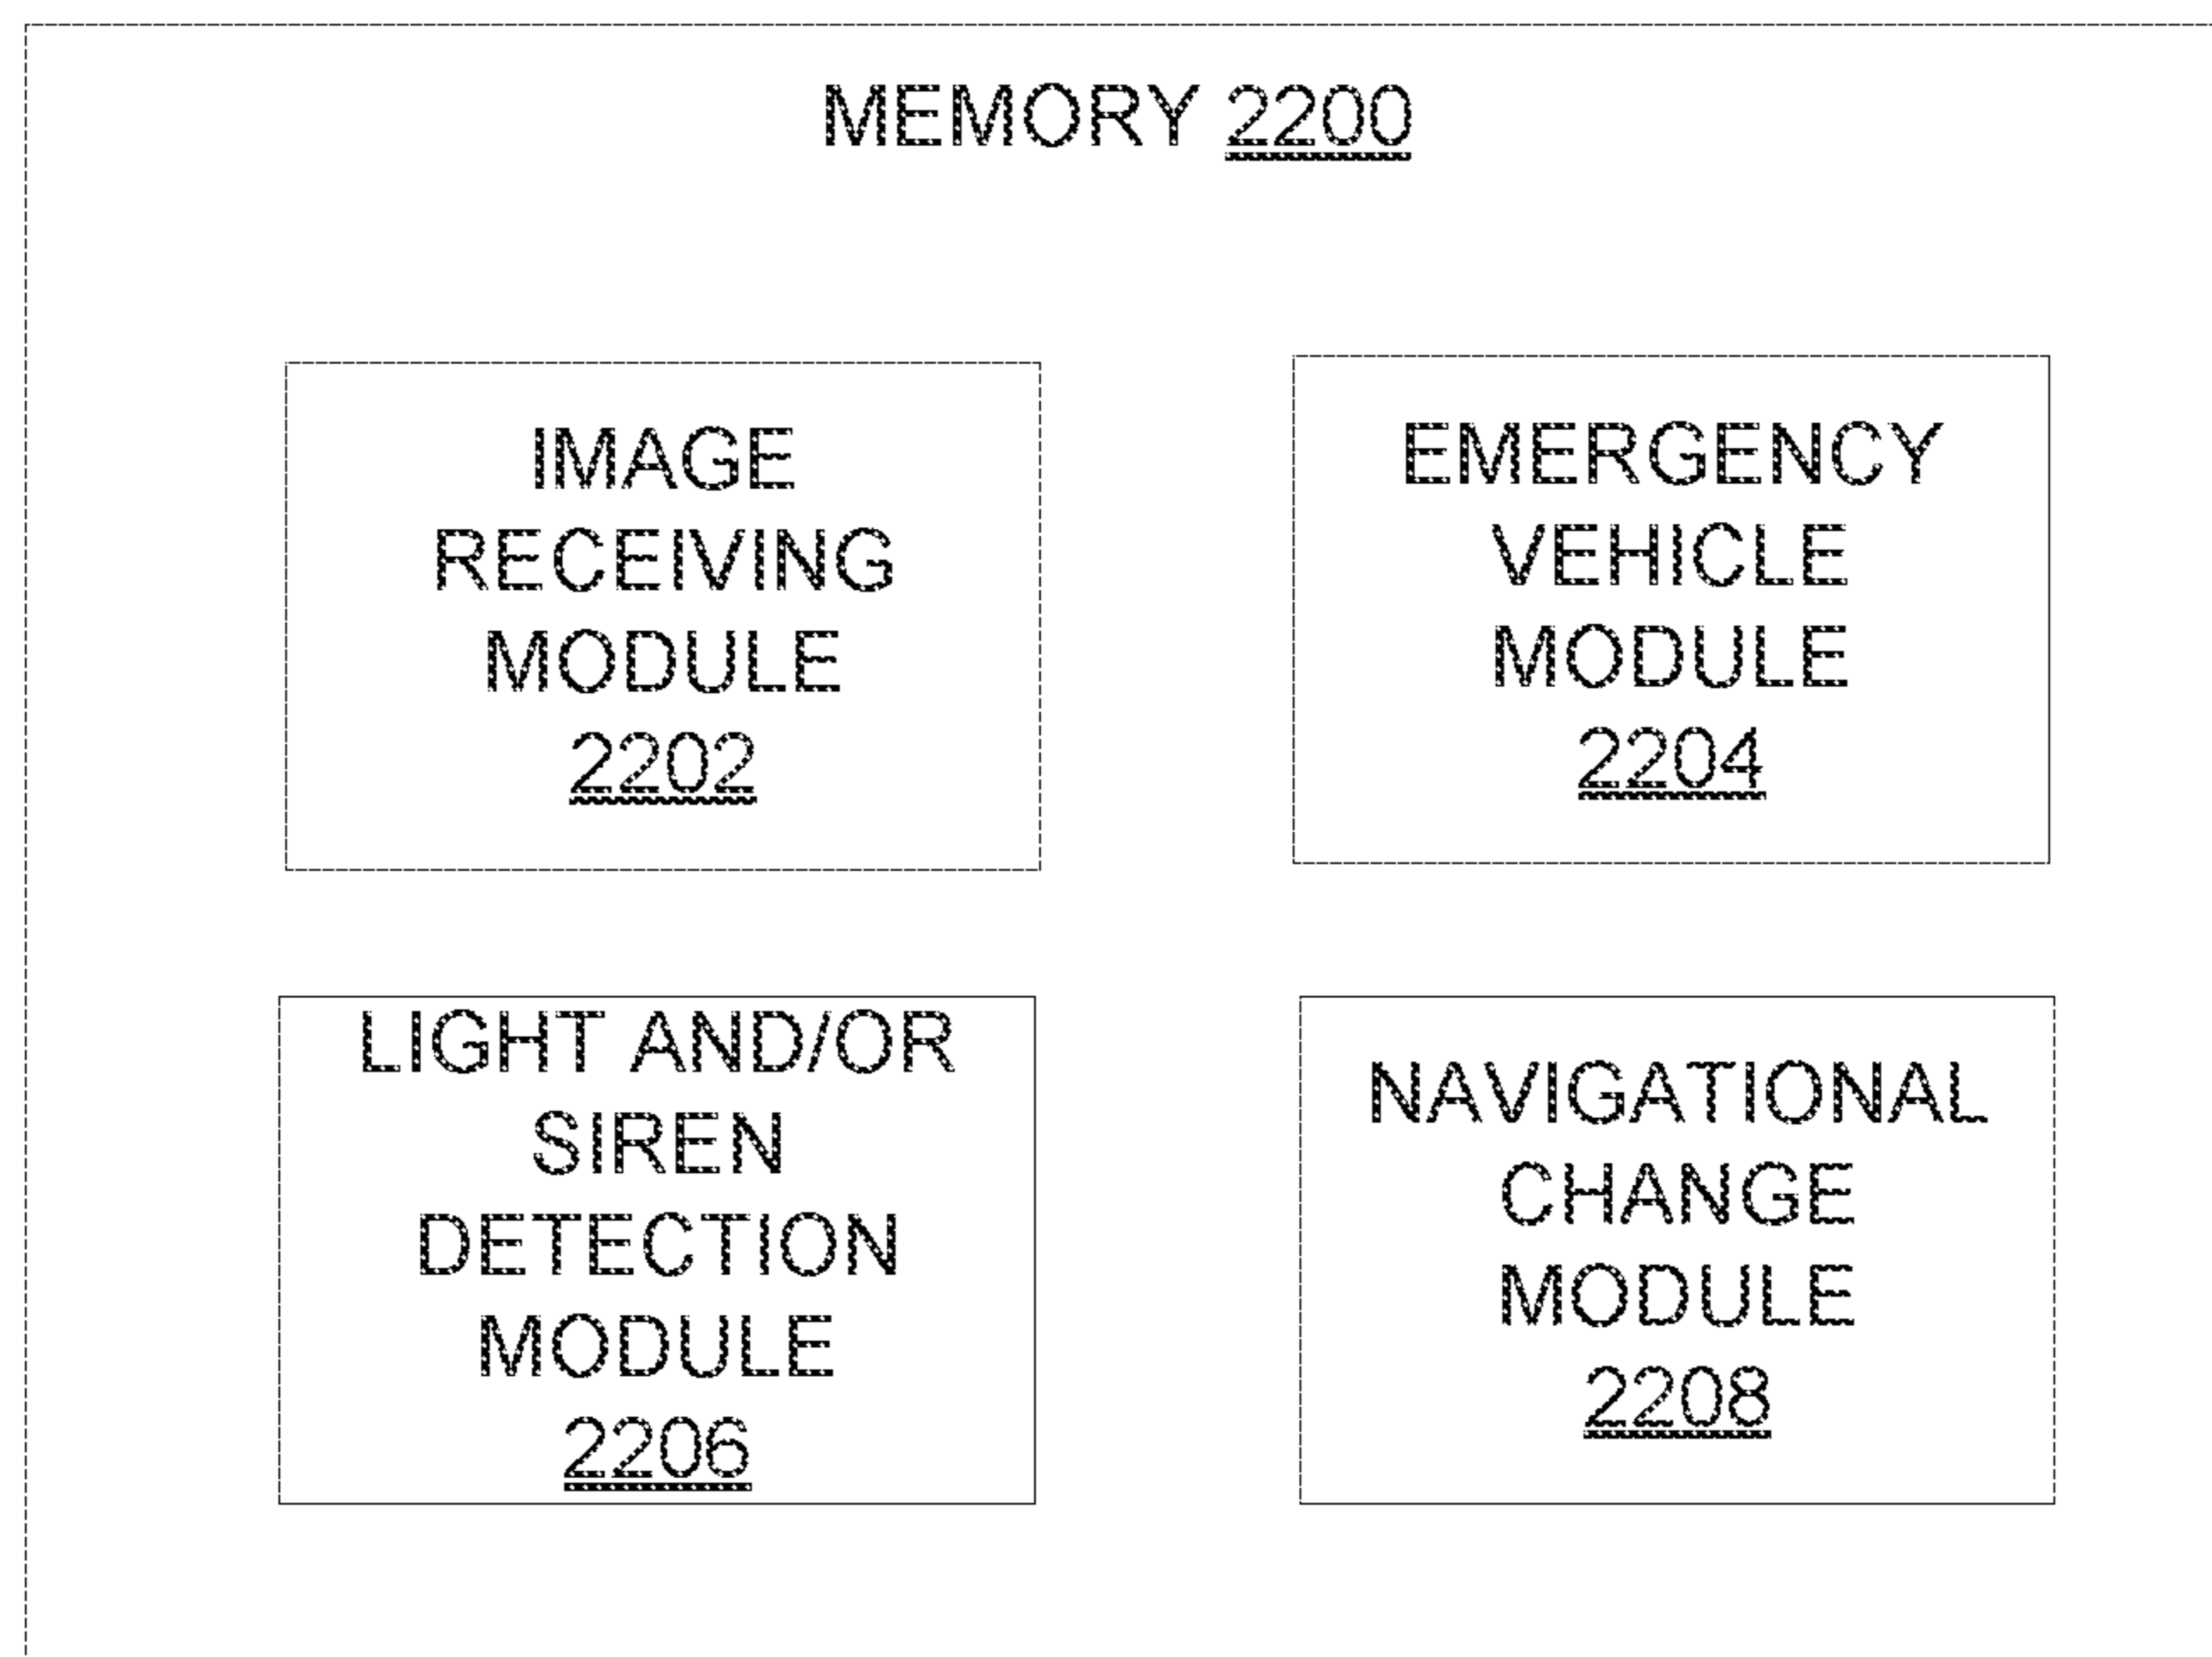 MEMORY 2200
IMAGE
RECEIVING
MODULE
2202
EMERGENCY
VEHICLE
MODULE
2204
LIGHT AND/OR
SIREN
DETECTION
MODULE
2206
NAVIGATIONAL
CHANGE
MODULE
2208